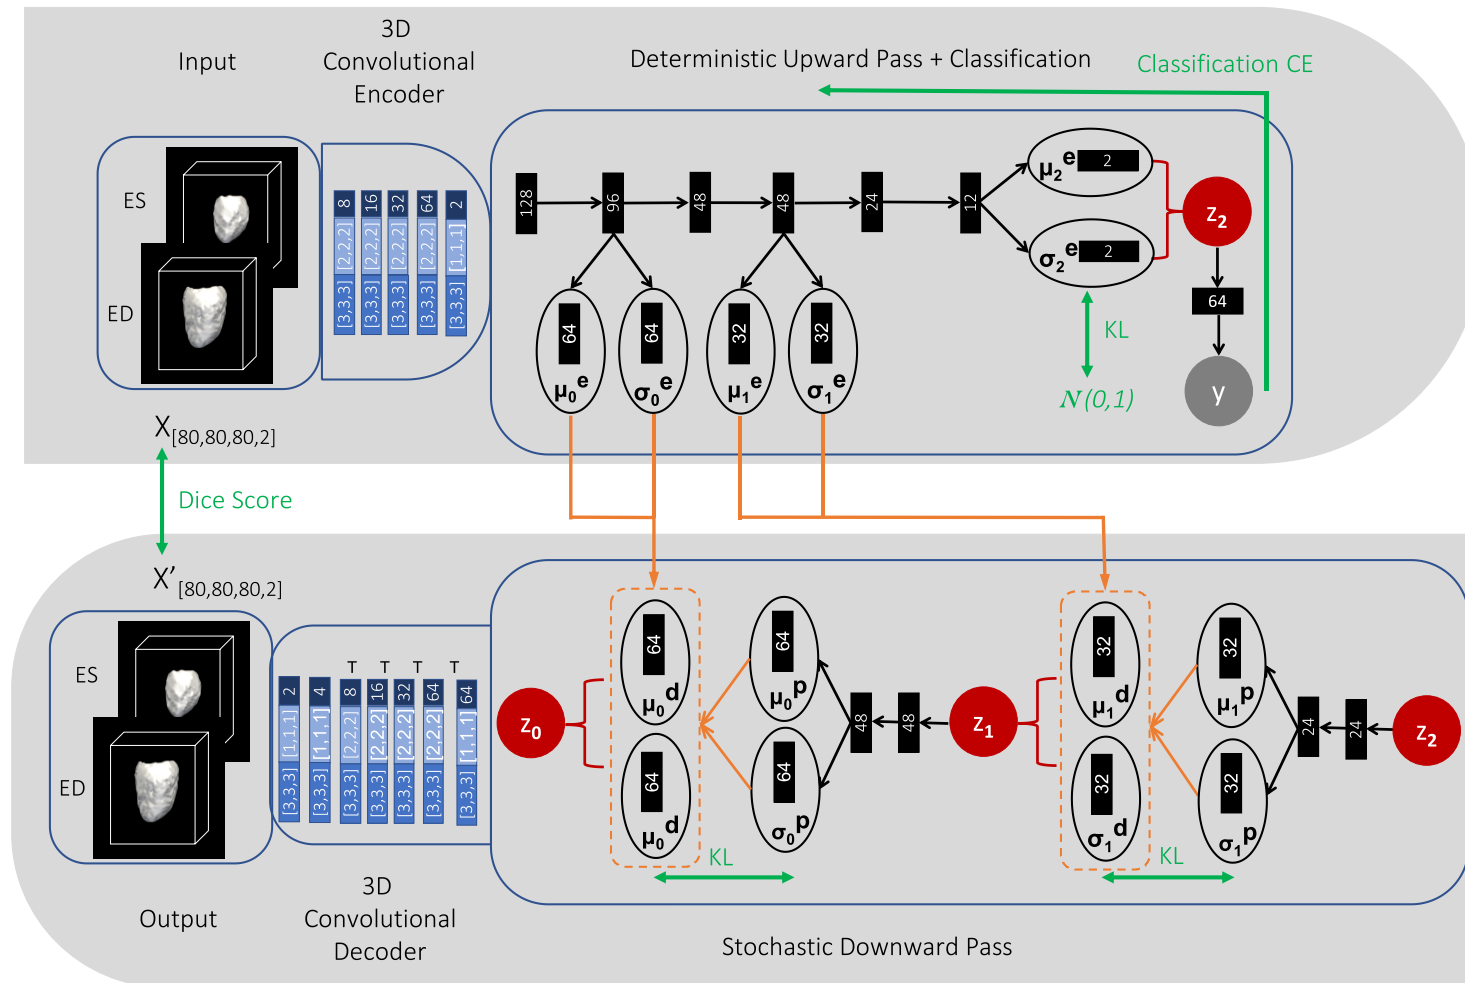 Input
3D
Convolutional
Encoder
Deterministic Upward Pass + Classification
Classification CE
ES
ED
8 16 32 64 2
[2,2,2] [2,2,2] [2,2,2] [2,2,2] [1,1,1]
[3,3,3] [3,3,3] [3,3,3] [3,3,3] [3,3,3]
128 96 48 48 24 12
μ₂ᵉ 2
σ₂ᵉ 2
z₂
64
y
64 64 32 32
μ₀ᵉ σ₀ᵉ μ₁ᵉ σ₁ᵉ
KL
N(0,1)
X[80,80,80,2]
Dice Score
X’[80,80,80,2]
ES
ED
T T T T
2 4 8 16 32 64 64
[1,1,1] [1,1,1] [2,2,2] [2,2,2] [2,2,2] [2,2,2] [1,1,1]
[3,3,3] [3,3,3] [3,3,3] [3,3,3] [3,3,3] [3,3,3] [3,3,3]
z₀
64 64
μ₀ᵈ μ₀ᵖ
64 64
μ₀ᵈ σ₀ᵖ
KL
48 48
z₁
32 32
μ₁ᵈ μ₁ᵖ
32 32
σ₁ᵈ σ₁ᵖ
KL
24 24
z₂
Output
3D
Convolutional
Decoder
Stochastic Downward Pass